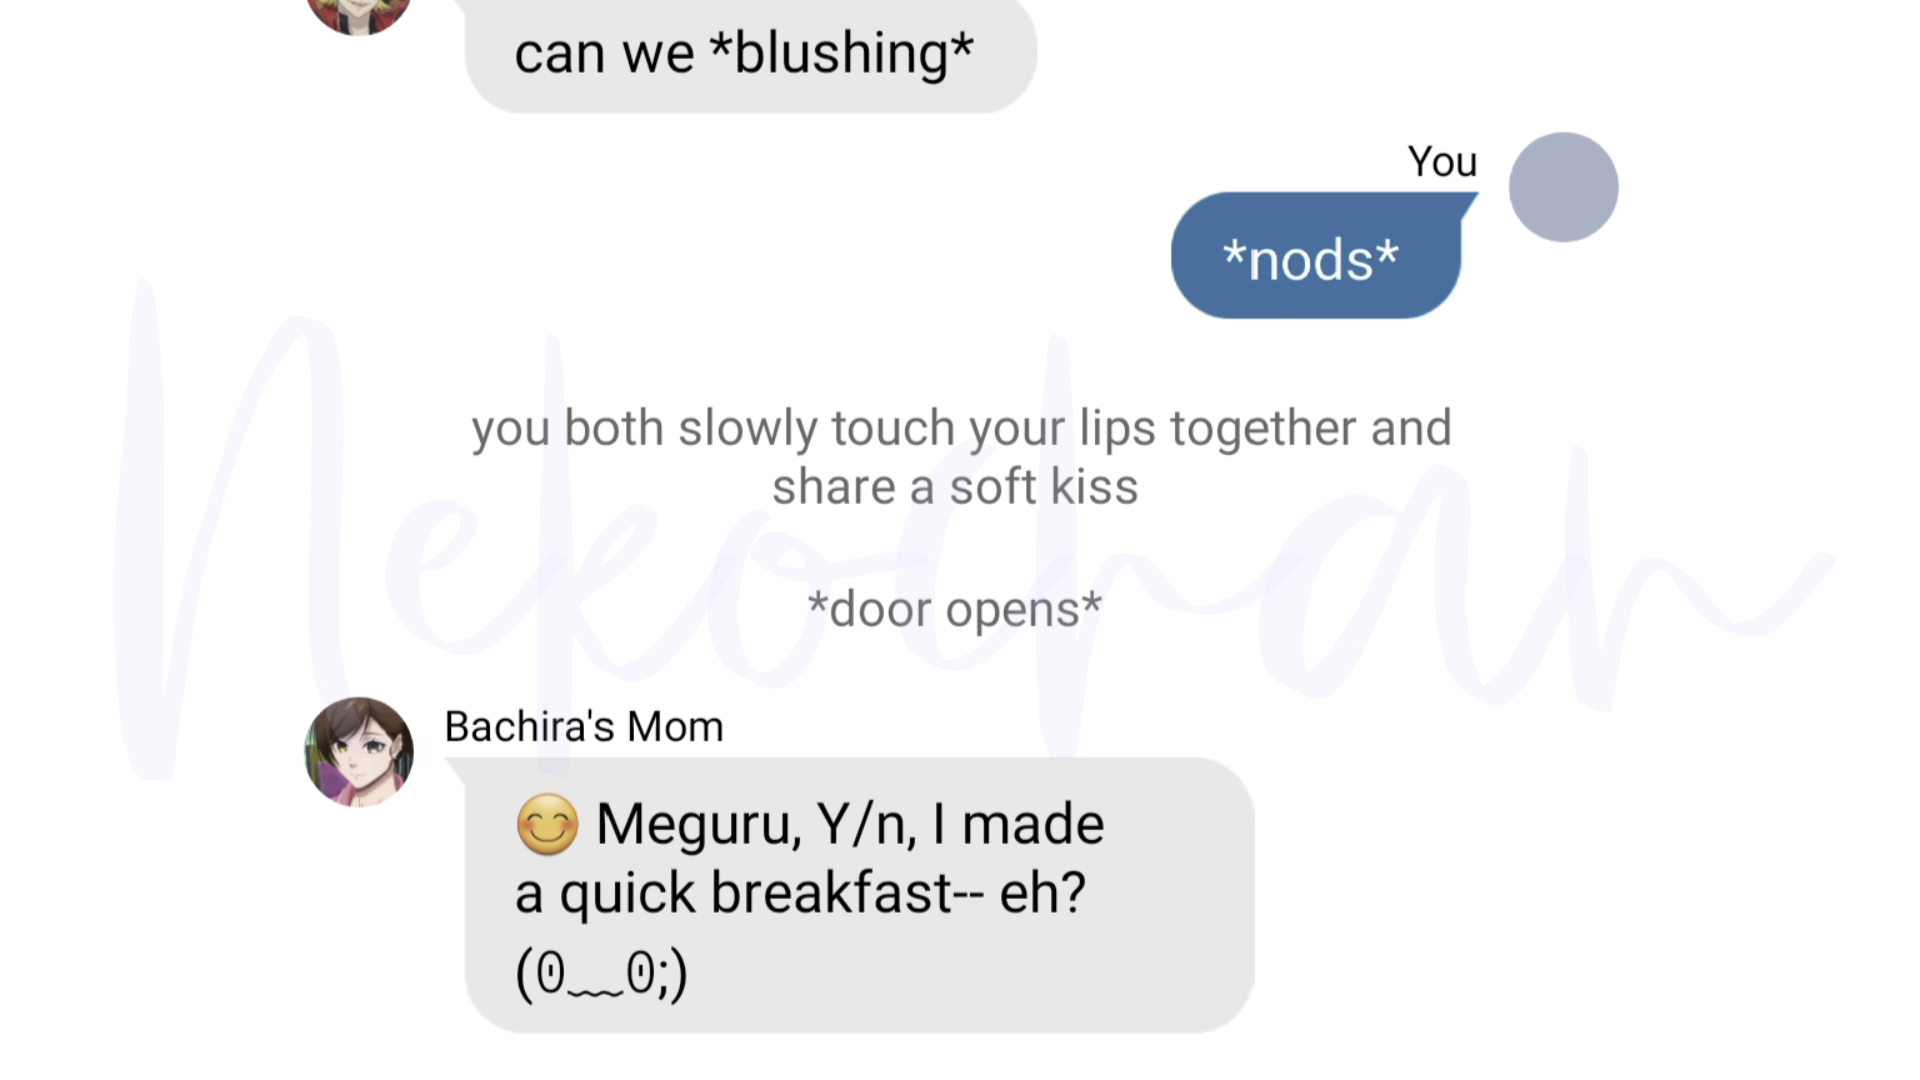 can we *blushing*
You
*nods*
you both slowly touch your lips together and
share a soft kiss
*door opens*
Nekochan
Bachira's Mom
😊 Meguru, Y/n, I made
a quick breakfast-- eh?
(ʘ﹏ʘ;)